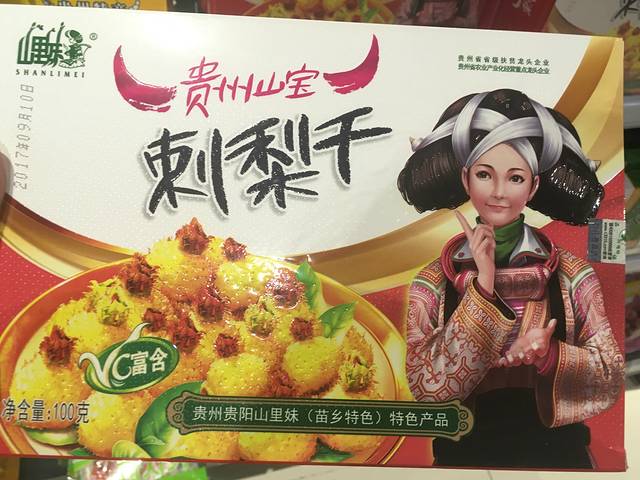 山里妹
®
SHANLIMEI
2017年09月10日
贵州省省级扶贫龙头企业
贵州省农业产业化经营重点龙头企业
贵州山宝
刺梨干
VC富含
净含量:100克
贵州贵阳山里妹（苗乡特色）特色产品